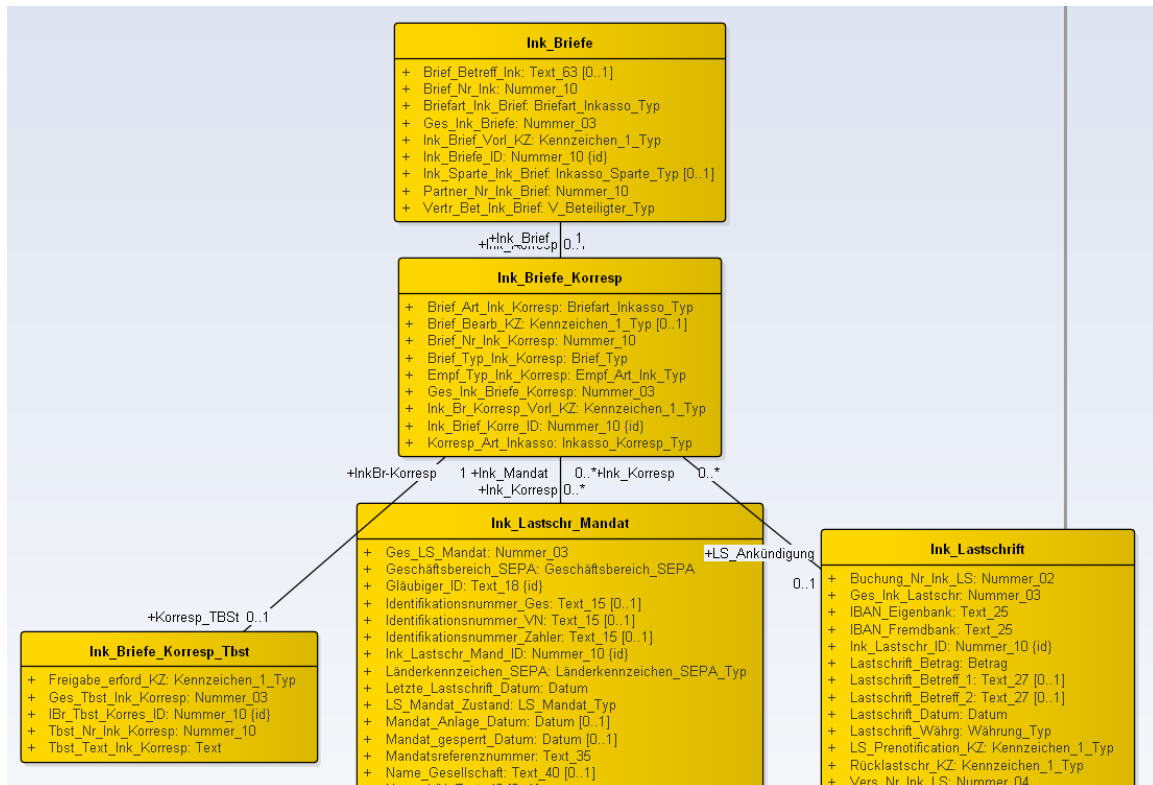 Ink_Briefe
+ Brief_Betreff_Ink: Text_63 [0..1]
+ Brief_Nr_Ink: Nummer_10
+ Briefart_Ink_Brief: Briefart_Inkasso_Typ
+ Ges_Ink_Briefe: Nummer_03
+ Ink_Brief_Vorl_KZ: Kennzeichen_1_Typ
+ Ink_Briefe_ID: Nummer_10 {id}
+ Ink_Sparte_Ink_Brief: Inkasso_Sparte_Typ [0..1]
+ Partner_Nr_Ink_Brief: Nummer_10
+ Vertr_Bet_Ink_Brief: V_Beteiligter_Typ
+Ink_Brief 1
+Ink_Korresp 0..1
Ink_Briefe_Korresp
+ Brief_Art_Ink_Korresp: Briefart_Inkasso_Typ
+ Brief_Bearb_KZ: Kennzeichen_1_Typ [0..1]
+ Brief_Nr_Ink_Korresp: Nummer_10
+ Brief_Typ_Ink_Korresp: Brief_Typ
+ Empf_Typ_Ink_Korresp: Empf_Art_Ink_Typ
+ Ges_Ink_Briefe_Korresp: Nummer_03
+ Ink_Br_Korresp_Vorl_KZ: Kennzeichen_1_Typ
+ Ink_Brief_Korre_ID: Nummer_10 {id}
+ Korresp_Art_Inkasso: Inkasso_Korresp_Typ
+InkBr-Korresp 1 +Ink_Mandat 0..* +Ink_Korresp 0..*
+Ink_Korresp 0..*
Ink_Lastschr_Mandat
+ Ges_LS_Mandat: Nummer_03
+ Geschäftsbereich_SEPA: Geschäftsbereich_SEPA
+ Gläubiger_ID: Text_18 {id}
+ Identifikationsnummer_Ges: Text_15 [0..1]
+ Identifikationsnummer_VN: Text_15 [0..1]
+ Identifikationsnummer_Zahler: Text_15 [0..1]
+ Ink_Lastschr_Mand_ID: Nummer_10 {id}
+ Länderkennzeichen_SEPA: Länderkennzeichen_SEPA_Typ
+ Letzte_Lastschrift_Datum: Datum
+ LS_Mandat_Zustand: LS_Mandat_Typ
+ Mandat_Anlage_Datum: Datum [0..1]
+ Mandat_gesperrt_Datum: Datum [0..1]
+ Mandatsreferenznummer: Text_35
+ Name_Gesellschaft: Text_40 [0..1]
+LS_Ankündigung
0..1
Ink_Lastschrift
+ Buchung_Nr_Ink_LS: Nummer_02
+ Ges_Ink_Lastschr: Nummer_03
+ IBAN_Eigenbank: Text_25
+ IBAN_Fremdbank: Text_25
+ Ink_Lastschr_ID: Nummer_10 {id}
+ Lastschrift_Betrag: Betrag
+ Lastschrift_Betreff_1: Text_27 [0..1]
+ Lastschrift_Betreff_2: Text_27 [0..1]
+ Lastschrift_Datum: Datum
+ Lastschrift_Währg: Währung_Typ
+ LS_Prenotification_KZ: Kennzeichen_1_Typ
+ Rücklastschr_KZ: Kennzeichen_1_Typ
+ Vers_Nr_Ink_LS: Nummer_04
+Korresp_TBSt 0..1
Ink_Briefe_Korresp_Tbst
+ Freigabe_erford_KZ: Kennzeichen_1_Typ
+ Ges_Tbst_Ink_Korresp: Nummer_03
+ IBr_Tbst_Korres_ID: Nummer_10 {id}
+ Tbst_Nr_Ink_Korresp: Nummer_10
+ Tbst_Text_Ink_Korresp: Text